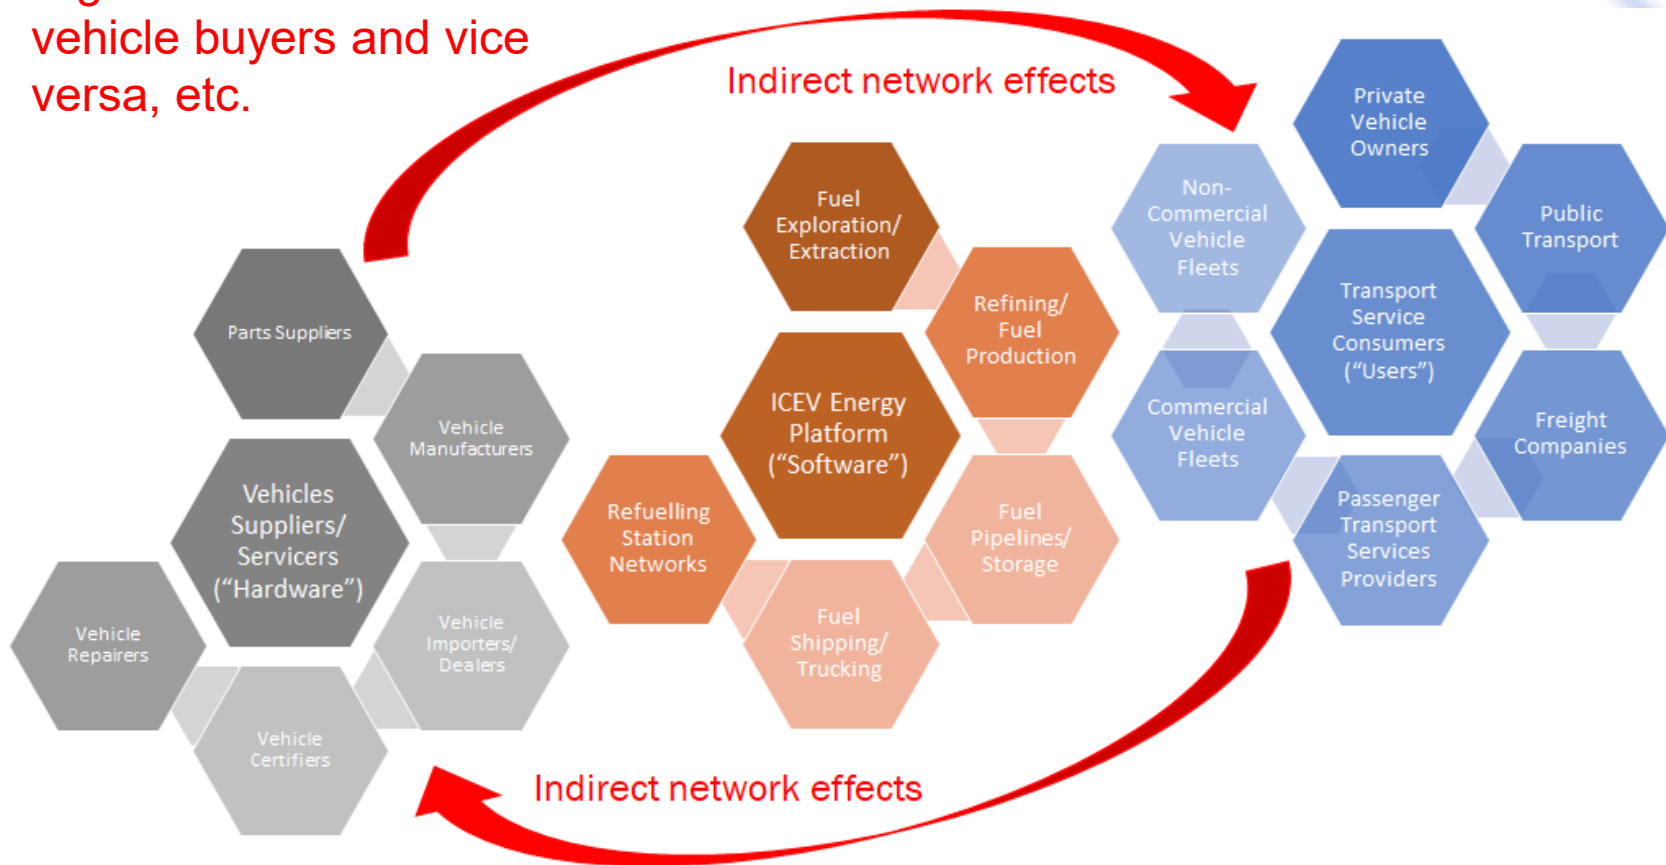 vehicle buyers and vice
versa, etc.
Indirect network effects
Parts Suppliers
Vehicle
Manufacturers
Vehicles
Suppliers/
Servicers
(“Hardware”)
Vehicle
Repairers
Vehicle
Importers/
Dealers
Vehicle
Certifiers
Fuel
Exploration/
Extraction
Refining/
Fuel
Production
ICEV Energy
Platform
(“Software”)
Refuelling
Station
Networks
Fuel
Pipelines/
Storage
Fuel
Shipping/
Trucking
Private
Vehicle
Owners
Non-
Commercial
Vehicle
Fleets
Public
Transport
Transport
Service
Consumers
(“Users”)
Commercial
Vehicle
Fleets
Freight
Companies
Passenger
Transport
Services
Providers
Indirect network effects